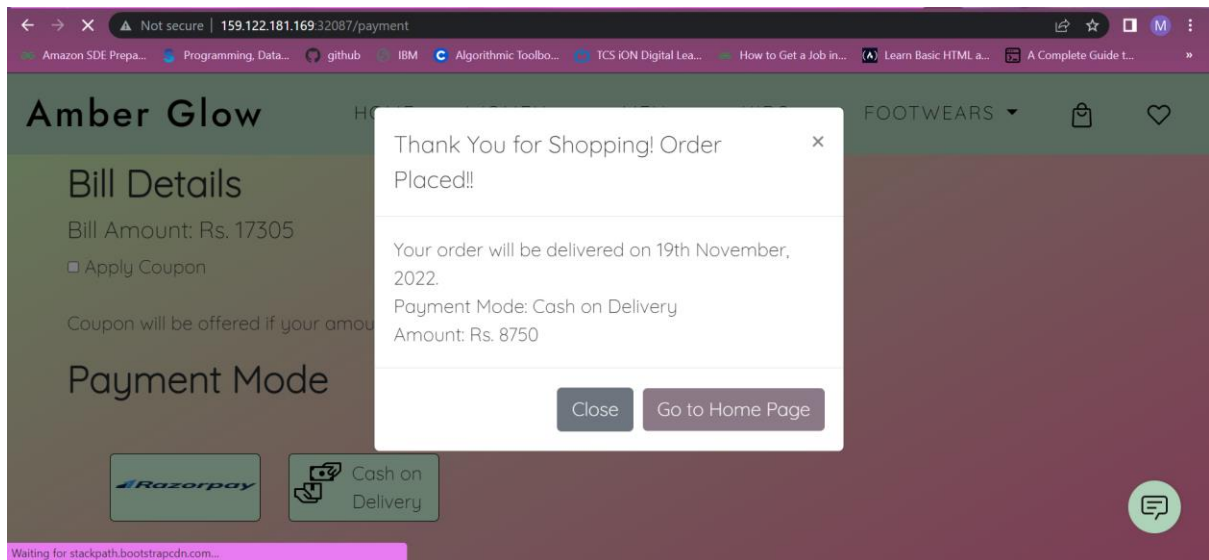 Not secure | 159.122.181.169:32087/payment
Amazon SDE Prepa... Programming, Data... github IBM Algorithmic Toolbo... TCS iON Digital Lea... How to Get a Job in... Learn Basic HTML a... A Complete Guide t... »
M
Amber Glow
FOOTWEARS
Thank You for Shopping! Order
Placed!!
×
Bill Details
Bill Amount: Rs. 17305
Apply Coupon
Your order will be delivered on 19th November,
2022.
Payment Mode: Cash on Delivery
Amount: Rs. 8750
Coupon will be offered if your amou
Payment Mode
Close
Go to Home Page
Razorpay
Cash on
Delivery
Waiting for stackpath.bootstrapcdn.com...